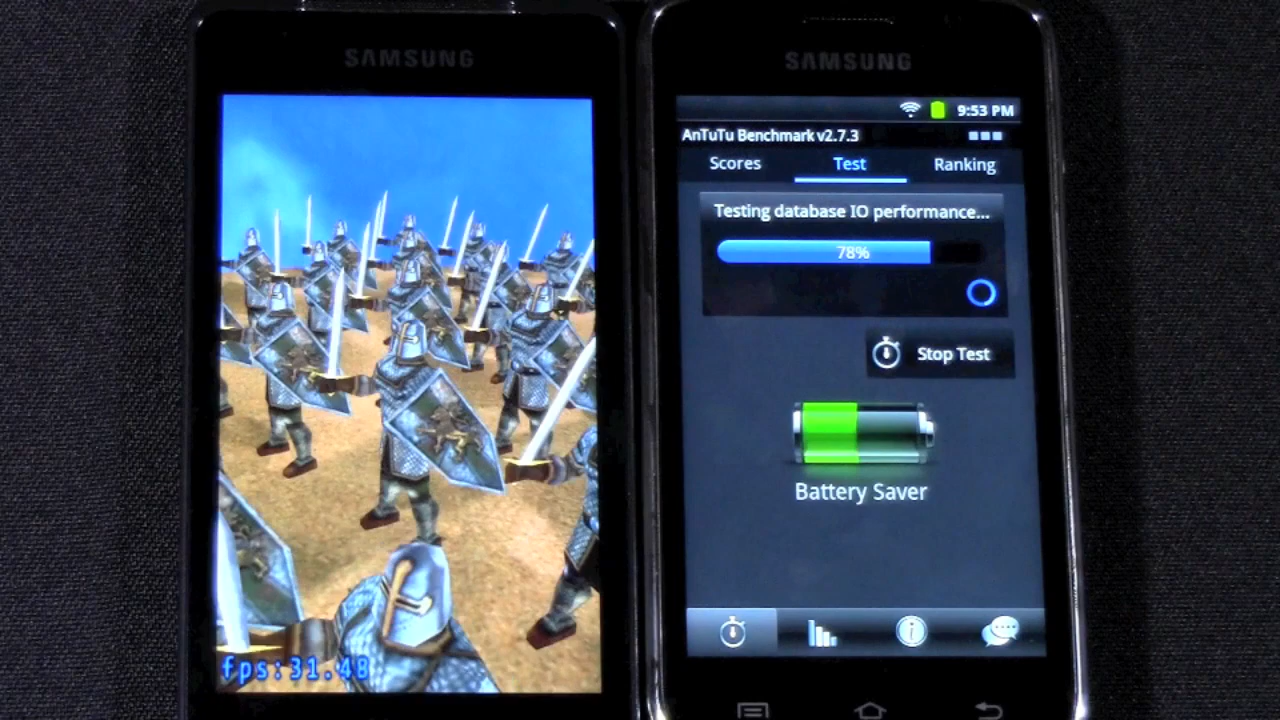 SAMSUNG
fps:31.48
SAMSUNG
9:53 PM
AnTuTu Benchmark v2.7.3
Scores
Test
Ranking
Testing database IO performance...
78%
Stop Test
Battery Saver